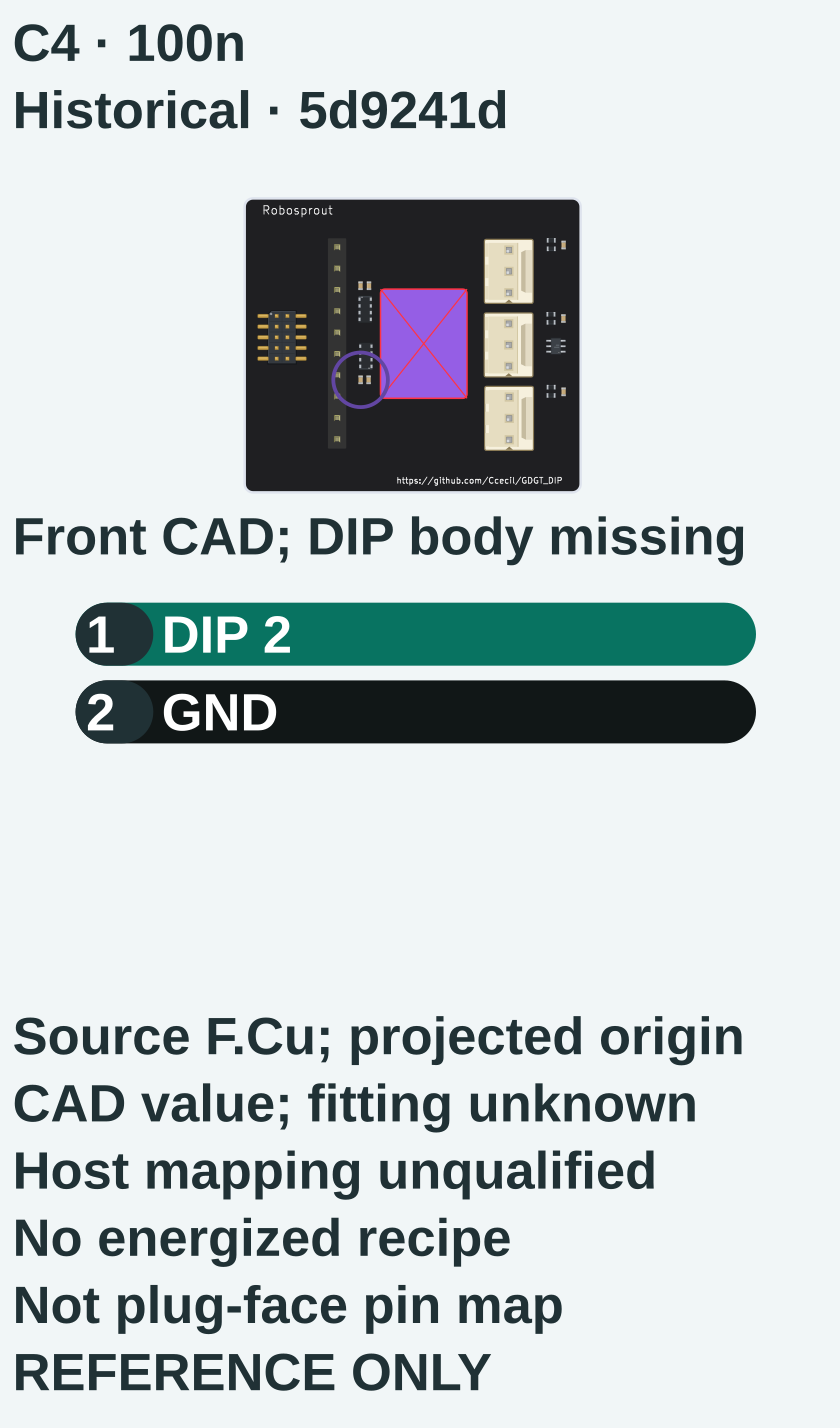 C4 · 100n
Historical · 5d9241d
Robosprout
https://github.com/Ccecil/GDGT_DIP
Front CAD; DIP body missing
1 DIP 2
2 GND
Source F.Cu; projected origin
CAD value; fitting unknown
Host mapping unqualified
No energized recipe
Not plug-face pin map
REFERENCE ONLY